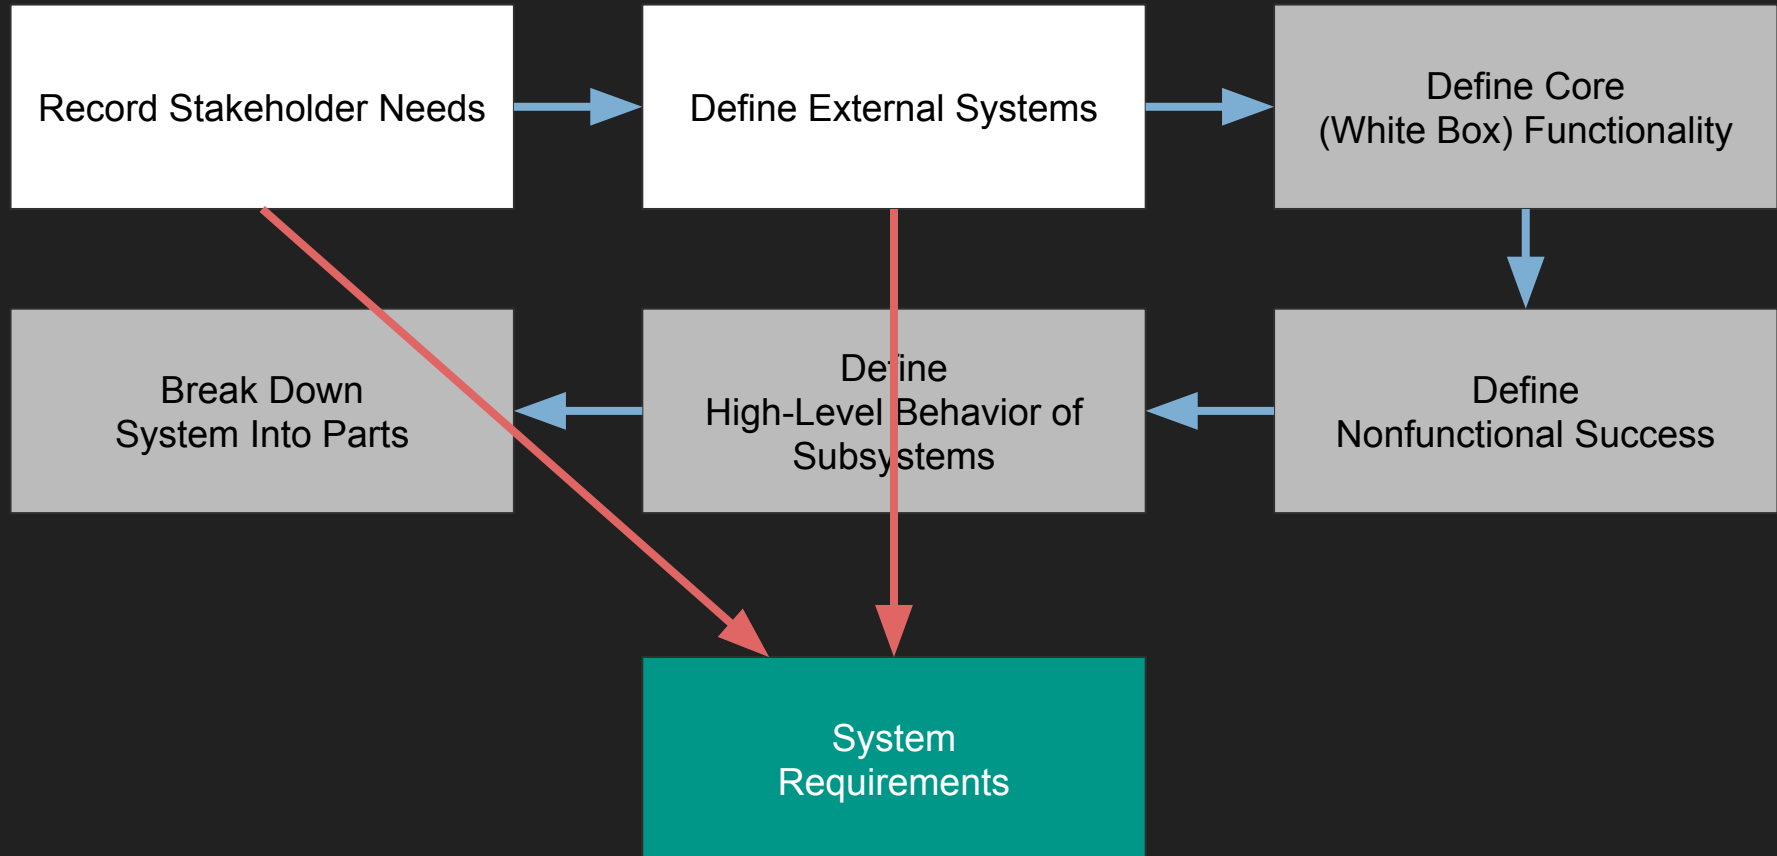 Record Stakeholder Needs
Define External Systems
Define Core
(White Box) Functionality
Break Down
System Into Parts
Define
High-Level Behavior of
Subsystems
Define
Nonfunctional Success
System
Requirements